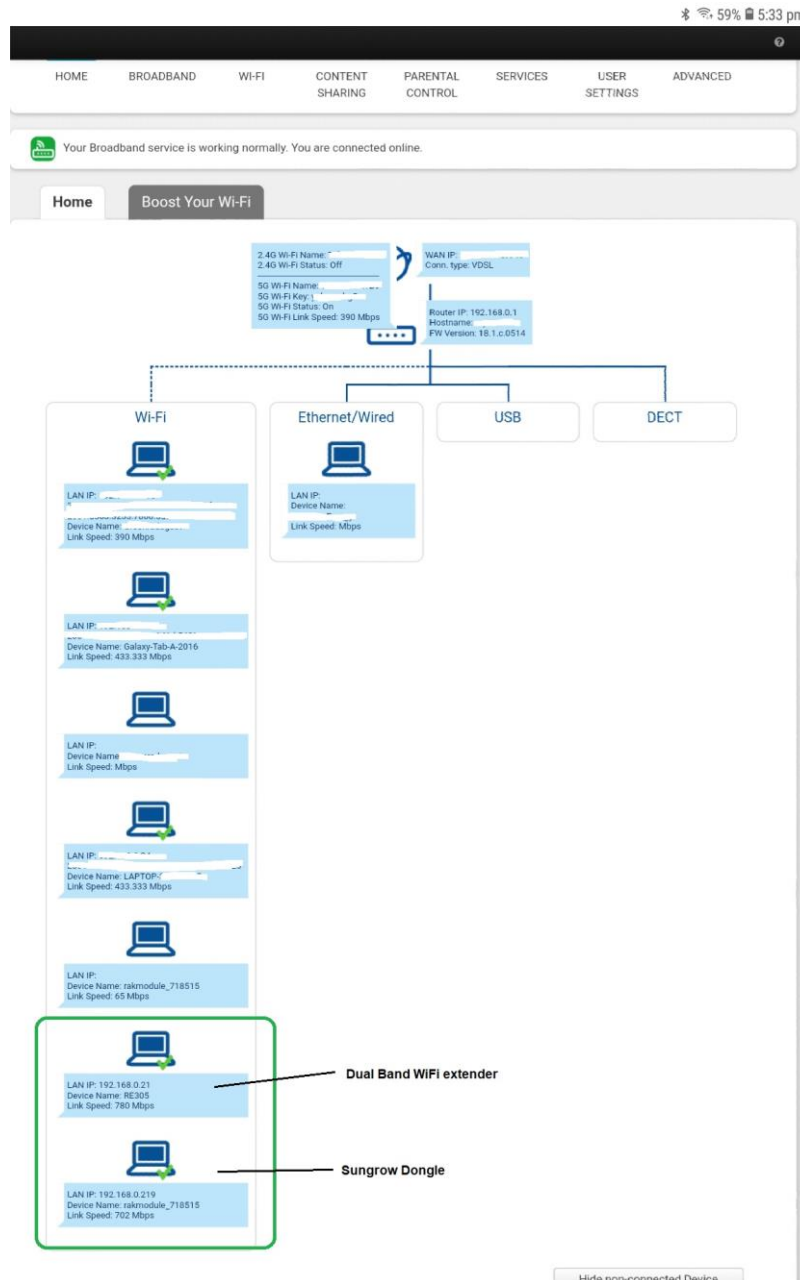 59% 5:33 pm
HOME BROADBAND WI-FI CONTENT SHARING PARENTAL CONTROL SERVICES USER SETTINGS ADVANCED
Your Broadband service is working normally. You are connected online.
Home Boost Your Wi-Fi
2.4G Wi-Fi Name:
2.4G Wi-Fi Status: Off
5G Wi-Fi Name:
5G Wi-Fi Key:
5G Wi-Fi Status: On
5G Wi-Fi Link Speed: 390 Mbps
WAN IP:
Conn. type: VDSL
Router IP: 192.168.0.1
Hostname:
FW Version: 18.1.c.0514
Wi-Fi
Ethernet/Wired
USB
DECT
LAN IP:
Device Name:
Link Speed: 390 Mbps
LAN IP:
Device Name:
Link Speed: Mbps
LAN IP:
Device Name: Galaxy-Tab-A-2016
Link Speed: 433.333 Mbps
LAN IP:
Device Name
Link Speed: Mbps
LAN IP:
Device Name: LAPTOP-
Link Speed: 433.333 Mbps
LAN IP:
Device Name: rakmodule_718515
Link Speed: 65 Mbps
LAN IP: 192.168.0.21
Device Name: RE305
Link Speed: 780 Mbps
Dual Band WiFi extender
LAN IP: 192.168.0.219
Device Name: rakmodule_718515
Link Speed: 702 Mbps
Sungrow Dongle
Hide non-connected Device